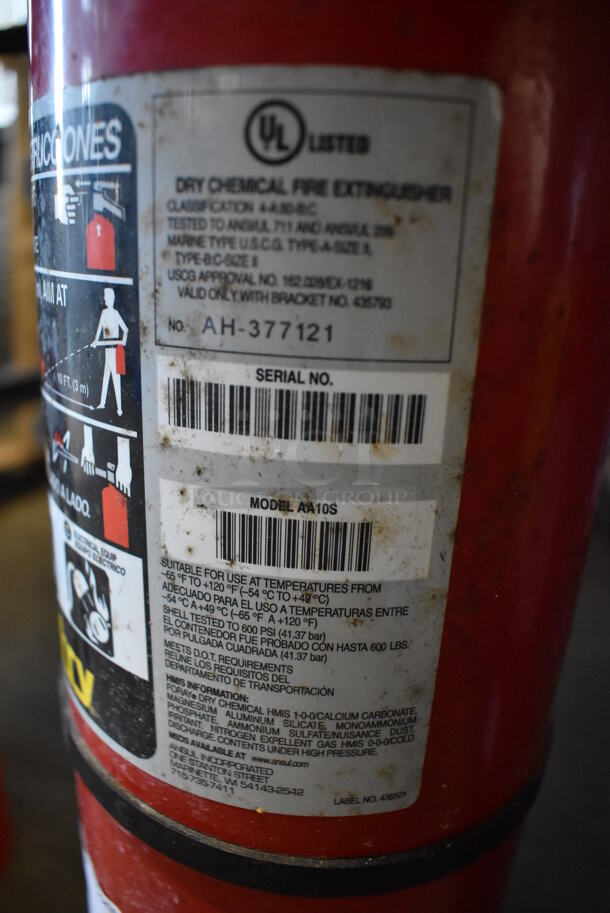 TRUCCIONES
AIM AT
10 FT. (3 m)
A LADO.
ELECTRICAL EQUIP
EQUIPO ELECTRICO
UL LISTED
DRY CHEMICAL FIRE EXTINGUISHER
CLASSIFICATION 4-A:80-B:C
TESTED TO ANSI/UL 711 AND ANSI/UL 299
MARINE TYPE U.S.C.G. TYPE-A-SIZE II,
TYPE-B:C-SIZE II
USCG APPROVAL NO. 162.028/EX-1216
VALID ONLY WITH BRACKET NO. 435793
NO. AH-377121
SERIAL NO.
AUCTION GROUP
MODEL AA10S
SUITABLE FOR USE AT TEMPERATURES FROM
-65 °F TO +120 °F (-54 °C TO +49 °C)
ADECUADO PARA EL USO A TEMPERATURAS ENTRE
-54 °C A +49 °C (-65 °F A +120 °F)
SHELL TESTED TO 600 PSI (41.37 bar)
EL CONTENEDOR FUE PROBADO CON HASTA 600 LBS.
POR PULGADA CUADRADA (41.37 bar)
MEETS D.O.T. REQUIREMENTS
REÚNE LOS REQUISITOS DEL
DEPARTAMENTO DE TRANSPORTACIÓN
HMIS INFORMATION:
FORAY® DRY CHEMICAL HMIS 1-0-0/CALCIUM CARBONATE,
MAGNESIUM ALUMINUM SILICATE, MONOAMMONIUM
PHOSPHATE, AMMONIUM SULFATE/NUISANCE DUST,
IRRITANT. NITROGEN EXPELLENT GAS HMIS 0-0-0/COLD
DISCHARGE. CONTENTS UNDER HIGH PRESSURE.
MSDS AVAILABLE AT www.ansul.com
ANSUL INCORPORATED
ONE STANTON STREET
MARINETTE, WI 54143-2542
715-735-7411
LABEL NO. 436501